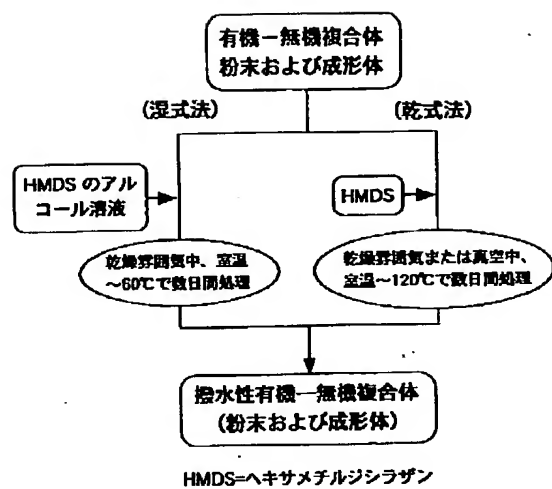 有機ー無機複合体
粉末および成形体
(湿式法)
(乾式法)
HMDS のアル
コール溶液
HMDS
乾燥雰囲気中、室温
～60℃で数日間処理
乾燥雰囲気または真空中、
室温～120℃で数日間処理
撥水性有機ー無機複合体
(粉末および成形体)
HMDS=ヘキサメチルジシラザン